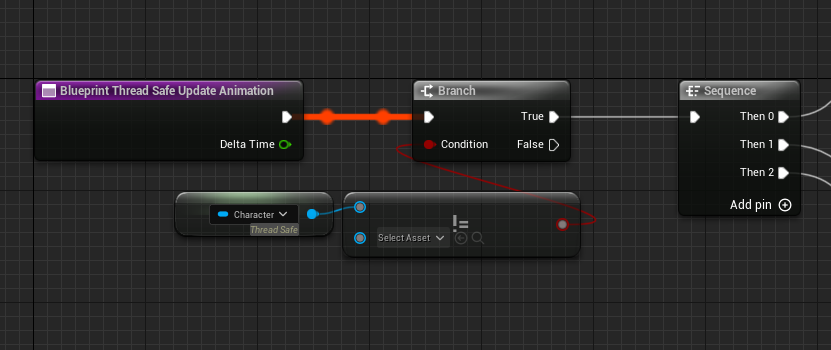 Blueprint Thread Safe Update Animation
Delta Time
Branch
True
Condition
False
Sequence
Then 0
Then 1
Then 2
Add pin
Character
Thread Safe
!=
Select Asset